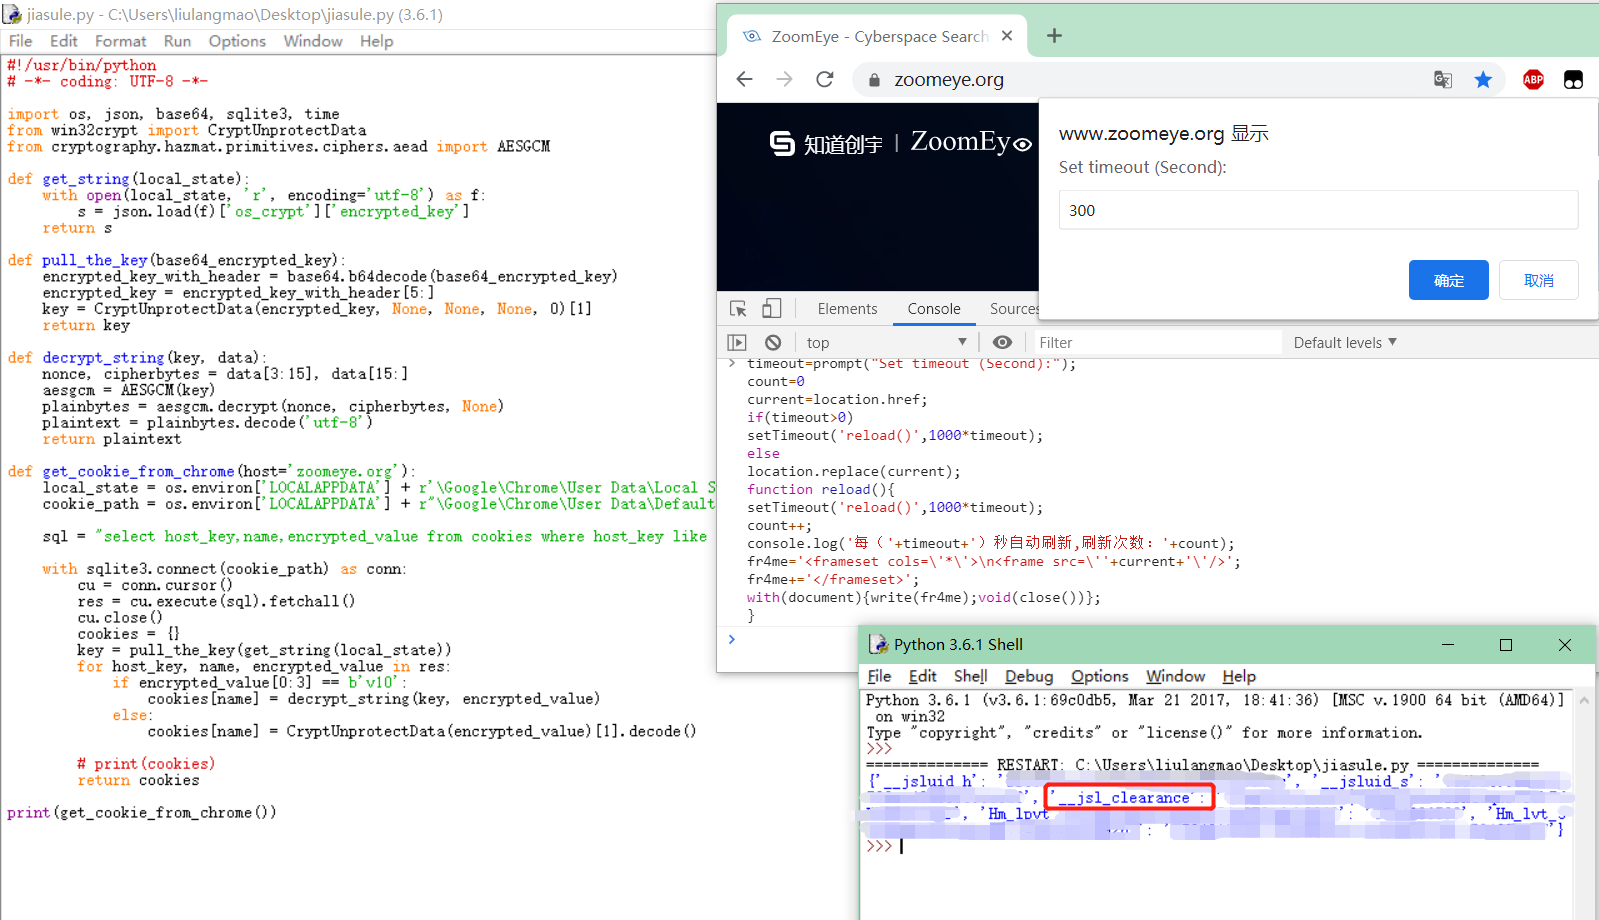 jiasule.py - C:\Users\liulangmao\Desktop\jiasule.py (3.6.1)
File Edit Format Run Options Window Help
#!/usr/bin/python
# -*- coding: UTF-8 -*-
import os, json, base64, sqlite3, time
from win32crypt import CryptUnprotectData
from cryptography.hazmat.primitives.ciphers.aead import AESGCM
def get_string(local_state):
    with open(local_state, 'r', encoding='utf-8') as f:
        s = json.load(f)['os_crypt']['encrypted_key']
    return s
def pull_the_key(base64_encrypted_key):
    encrypted_key_with_header = base64.b64decode(base64_encrypted_key)
    encrypted_key = encrypted_key_with_header[5:]
    key = CryptUnprotectData(encrypted_key, None, None, None, 0)[1]
    return key
def decrypt_string(key, data):
    nonce, cipherbytes = data[3:15], data[15:]
    aesgcm = AESGCM(key)
    plainbytes = aesgcm.decrypt(nonce, cipherbytes, None)
    plaintext = plainbytes.decode('utf-8')
    return plaintext
def get_cookie_from_chrome(host='zoomeye.org'):
    local_state = os.environ['LOCALAPPDATA'] + r'\Google\Chrome\User Data\Local S
    cookie_path = os.environ['LOCALAPPDATA'] + r"\Google\Chrome\User Data\Default
    sql = "select host_key,name,encrypted_value from cookies where host_key like
    with sqlite3.connect(cookie_path) as conn:
        cu = conn.cursor()
        res = cu.execute(sql).fetchall()
        cu.close()
        cookies = {}
        key = pull_the_key(get_string(local_state))
        for host_key, name, encrypted_value in res:
            if encrypted_value[0:3] == b'v10':
                cookies[name] = decrypt_string(key, encrypted_value)
            else:
                cookies[name] = CryptUnprotectData(encrypted_value)[1].decode()
        # print(cookies)
        return cookies
print(get_cookie_from_chrome())
ZoomEye - Cyberspace Search
zoomeye.org
ABP
知道创宇 | ZoomEye
www.zoomeye.org 显示
Set timeout (Second):
300
确定 取消
Elements Console Sources
top Filter Default levels
timeout=prompt("Set timeout (Second):");
count=0
current=location.href;
if(timeout>0)
setTimeout('reload()',1000*timeout);
else
location.replace(current);
function reload(){
setTimeout('reload()',1000*timeout);
count++;
console.log('每（'+timeout+'）秒自动刷新,刷新次数：'+count);
fr4me='<frameset cols=\'*\'>\n<frame src=\''+current+'\'/>';
fr4me+='</frameset>';
with(document){write(fr4me);void(close())};
}
Python 3.6.1 Shell
File Edit Shell Debug Options Window Help
Python 3.6.1 (v3.6.1:69c0db5, Mar 21 2017, 18:41:36) [MSC v.1900 64 bit (AMD64)]
on win32
Type "copyright", "credits" or "license()" for more information.
>>>
============== RESTART: C:\Users\liulangmao\Desktop\jiasule.py ==============
{'__jsluid_h': ', '__jsluid_s': '
', '__jsl_clearance':
', 'Hm_lpvt ': ', 'Hm_lvt_
': '}
>>>